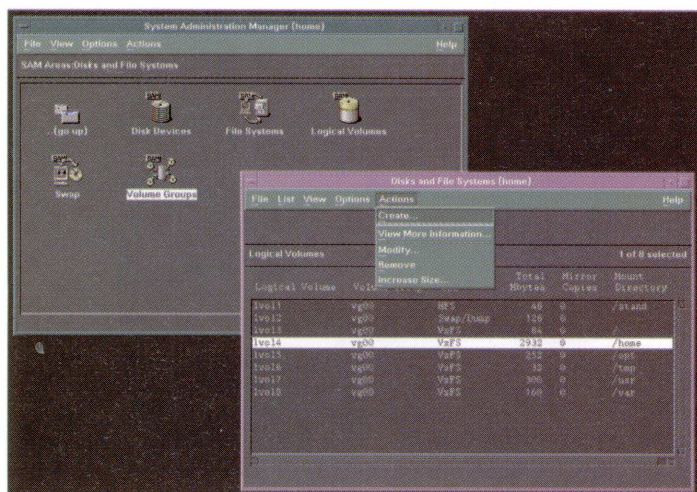 System Administration Manager (home)
File View Options Actions Help
SAM Areas:Disks and File Systems
..(go up)
Disk Devices
File Systems
Logical Volumes
Swap
Volume Groups
Disks and File Systems (home)
File List View Options Actions Help
Create...
View More Information...
Modify...
Remove
Increase Size...
Logical Volumes 1 of 8 selected
Total Mirror Mount
Logical Volume Mbytes Copies Directory
lvol1 vg00 HFS 48 0 /stand
lvol2 vg00 Swap/Dump 128 0
lvol3 vg00 VxFS 84 0 /
lvol4 vg00 VxFS 2932 0 /home
lvol5 vg00 VxFS 252 0 /opt
lvol6 vg00 VxFS 32 0 /tmp
lvol7 vg00 VxFS 300 0 /usr
lvol8 vg00 VxFS 160 0 /var